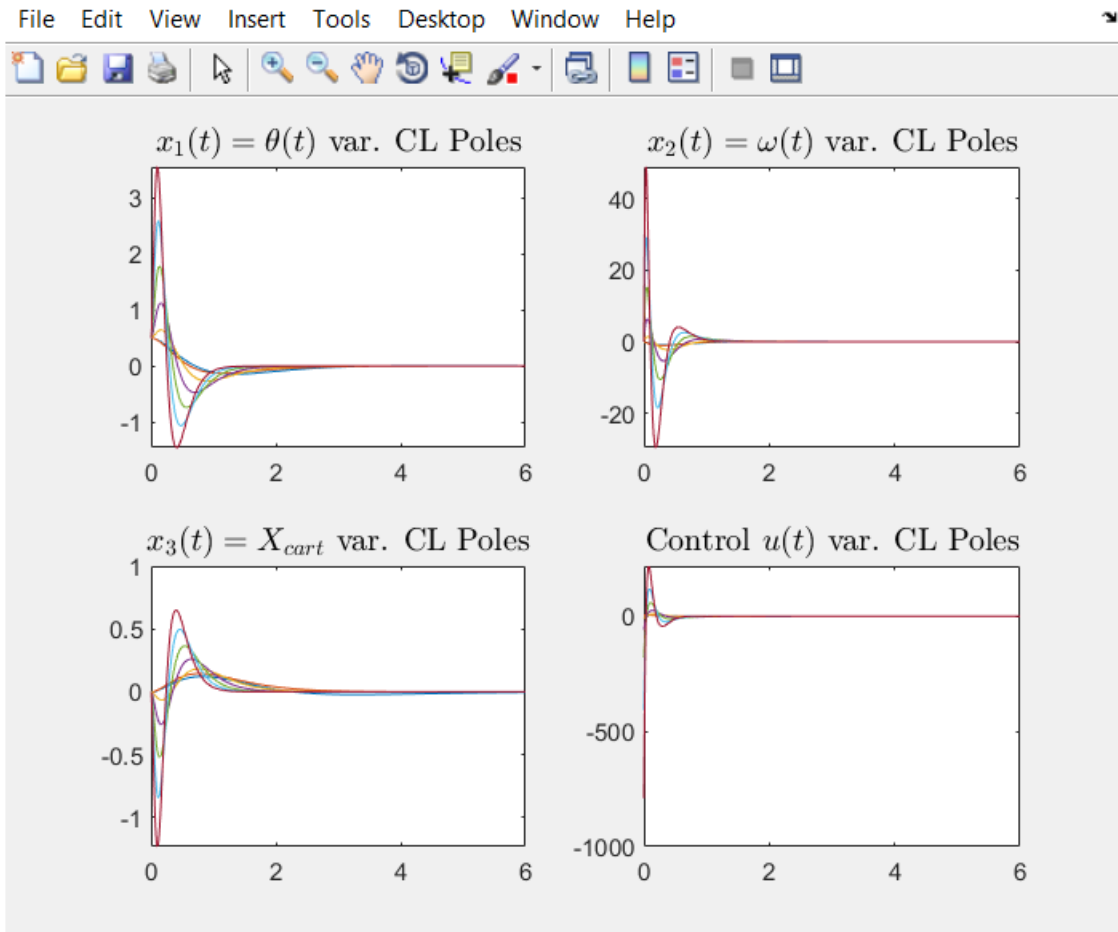 File Edit View Insert Tools Desktop Window Help
x₁(t) = θ(t) var. CL Poles
3
2
1
0
-1
0 2 4 6
x₂(t) = ω(t) var. CL Poles
40
20
0
-20
0 2 4 6
x₃(t) = X_cart var. CL Poles
1
0.5
0
-0.5
-1
0 2 4 6
Control u(t) var. CL Poles
0
-500
-1000
0 2 4 6